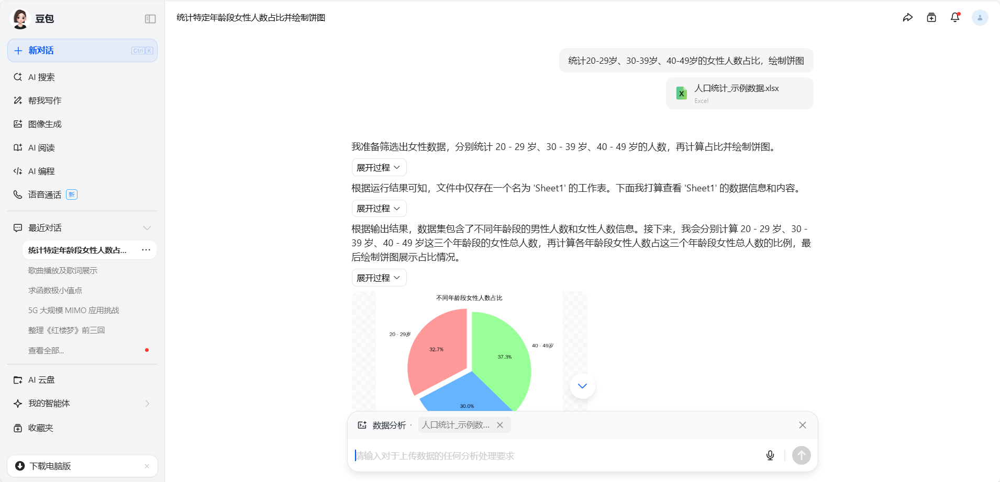 豆包
新对话
Ctrl K
AI 搜索
帮我写作
图像生成
AI 阅读
AI 编程
语音通话 新
最近对话
统计特定年龄段女性人数占...
歌曲播放及歌词展示
求函数极小值点
5G 大规模 MIMO 应用挑战
整理《红楼梦》前三回
查看全部...
AI 云盘
我的智能体
收藏夹
下载电脑版
统计特定年龄段女性人数占比并绘制饼图
统计20-29岁、30-39岁、40-49岁的女性人数占比，绘制饼图
人口统计_示例数据.xlsx
Excel
我准备筛选出女性数据，分别统计 20 - 29 岁、30 - 39 岁、40 - 49 岁的人数，再计算占比并绘制饼图。
展开过程
根据运行结果可知，文件中仅存在一个名为 'Sheet1' 的工作表。下面我打算查看 'Sheet1' 的数据信息和内容。
展开过程
根据输出结果，数据集包含了不同年龄段的男性人数和女性人数信息。接下来，我会分别计算 20 - 29 岁、30 -
39 岁、40 - 49 岁这三个年龄段的女性总人数，再计算各年龄段女性人数占这三个年龄段女性总人数的比例，最
后绘制饼图展示占比情况。
展开过程
不同年龄段女性人数占比
20 - 29岁
32.7%
40 - 49岁
37.3%
30.0%
数据分析 ·
人口统计_示例数...
请输入对于上传数据的任何分析处理要求